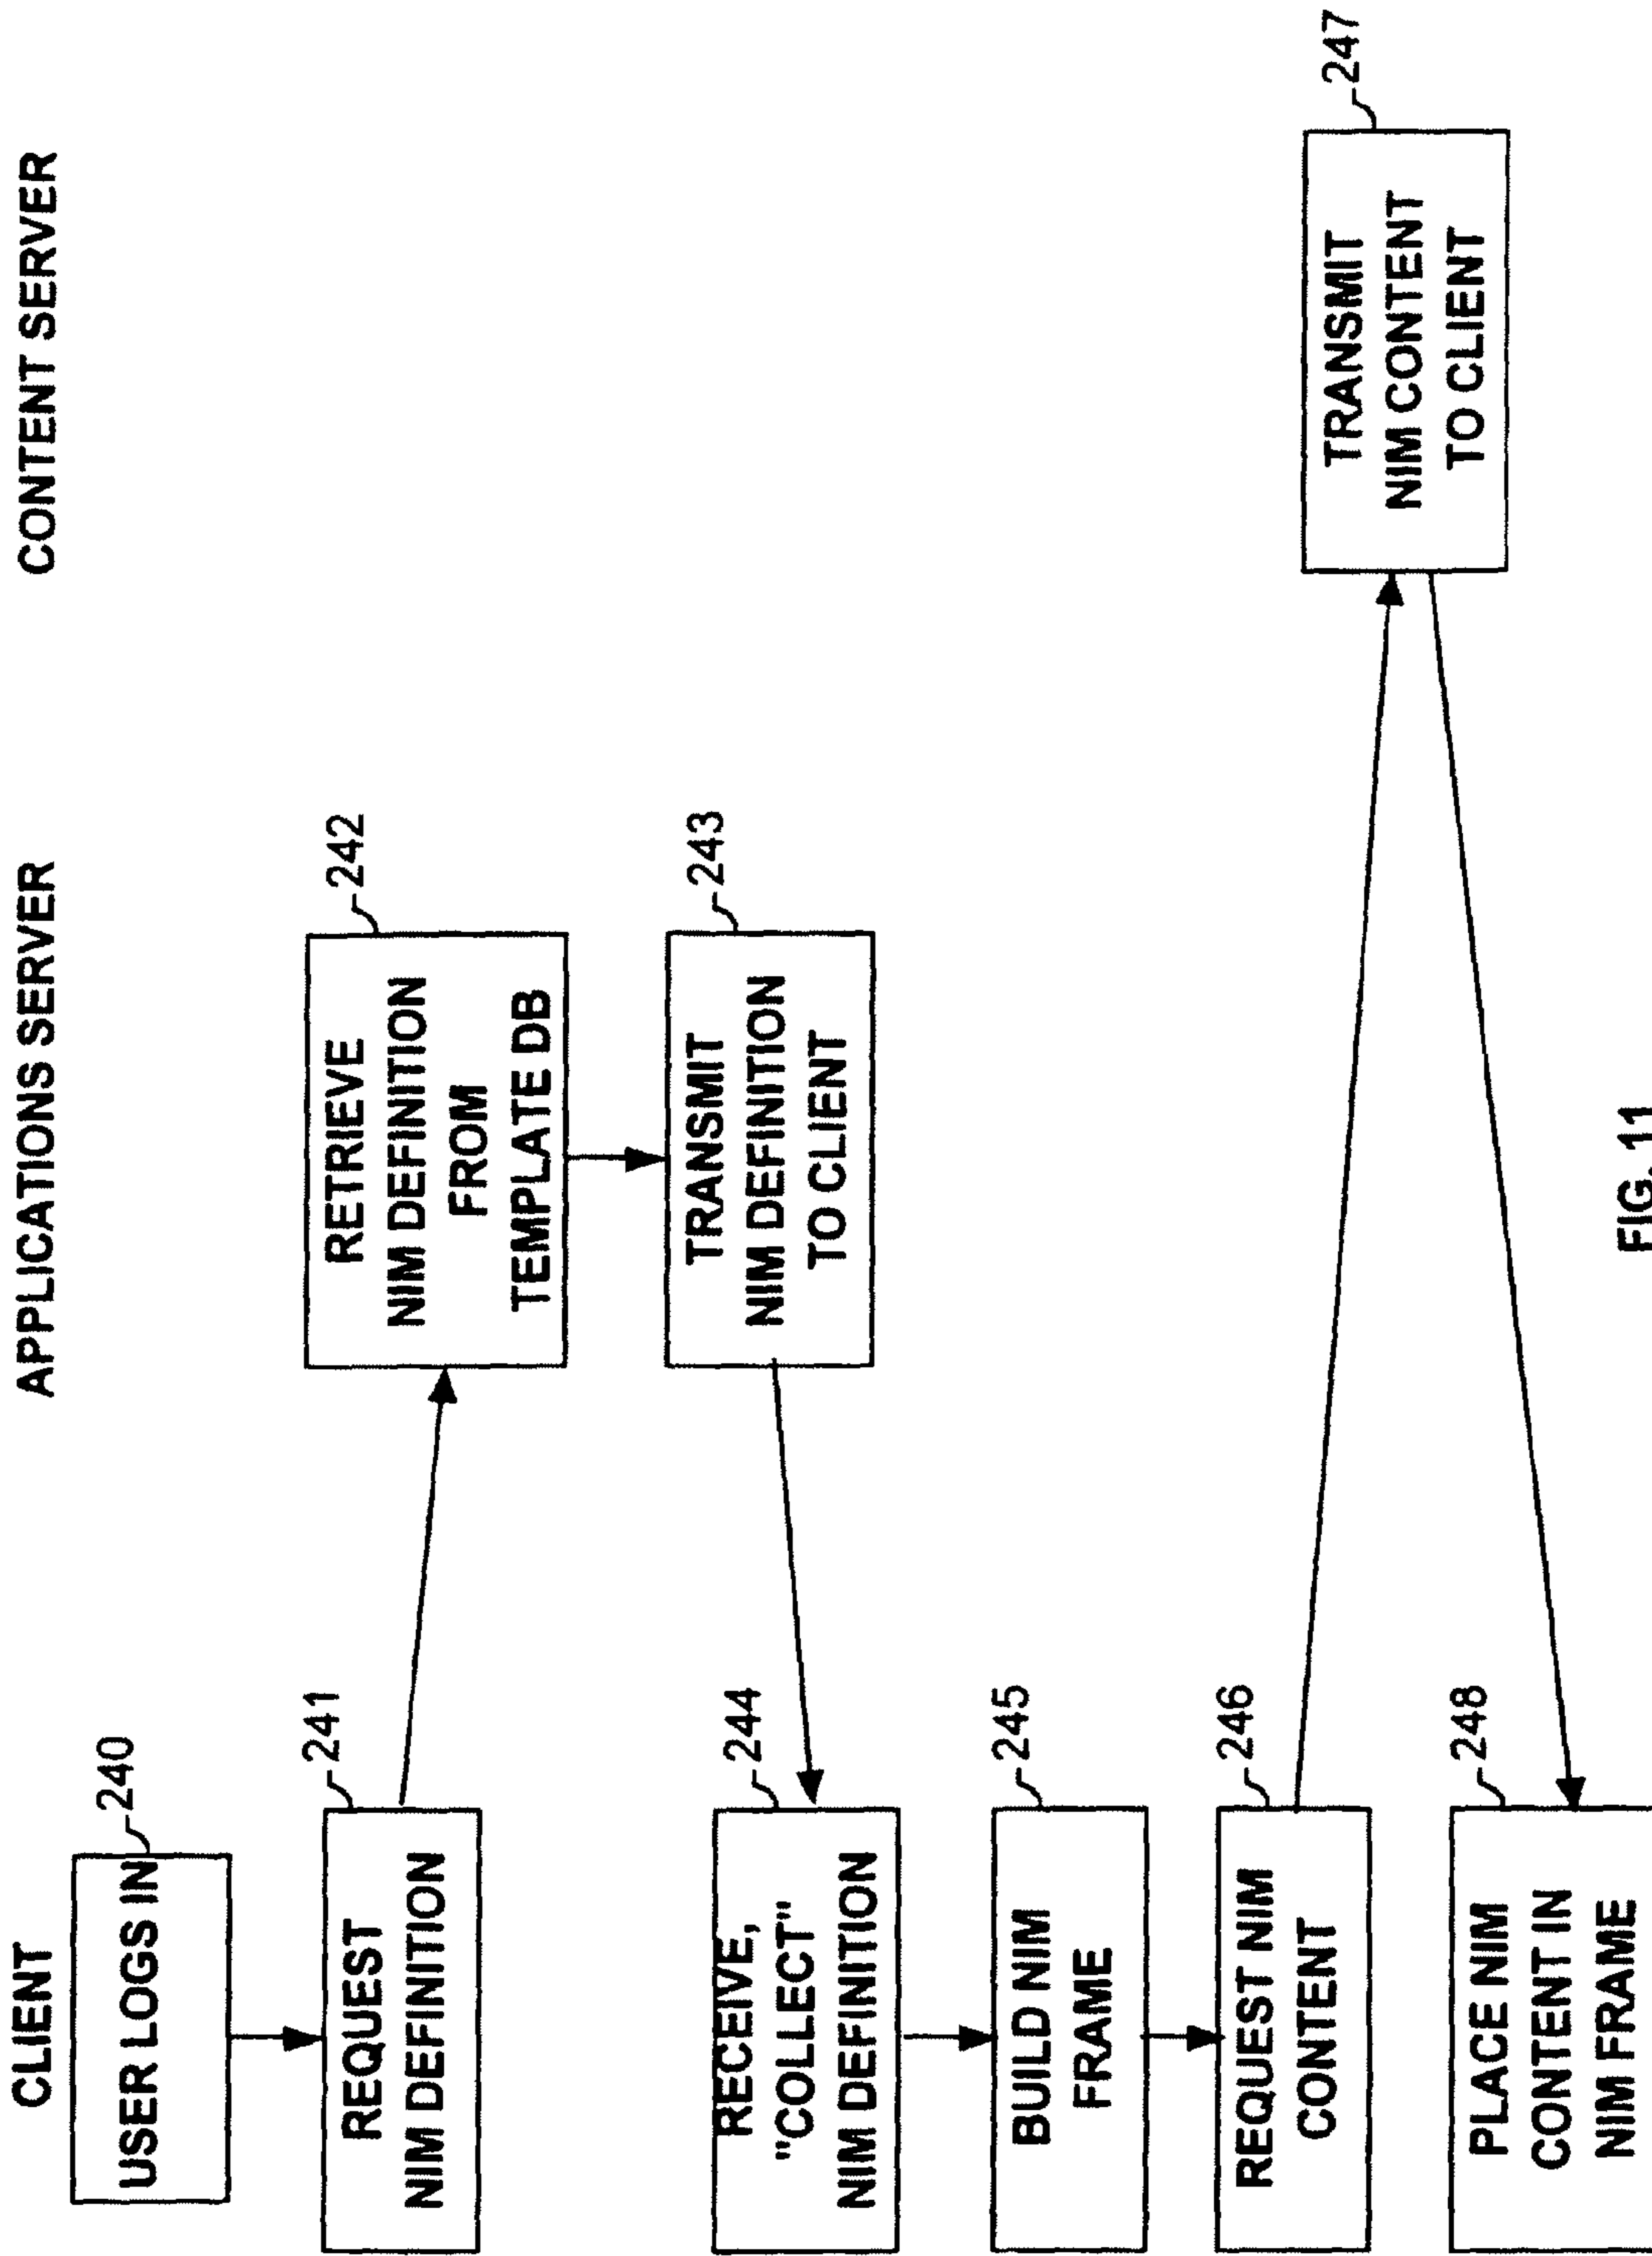 CLIENT
APPLICATIONS SERVER
CONTENT SERVER
USER LOGS IN
240
REQUEST
NIM DEFINITION
241
RETRIEVE
NIM DEFINITION
FROM
TEMPLATE DB
242
TRANSMIT
NIM DEFINITION
TO CLIENT
243
RECEIVE,
"COLLECT"
NIM DEFINITION
244
BUILD NIM
FRAME
245
REQUEST NIM
CONTENT
246
TRANSMIT
NIM CONTENT
TO CLIENT
247
PLACE NIM
CONTENT IN
NIM FRAME
248
FIG. 11